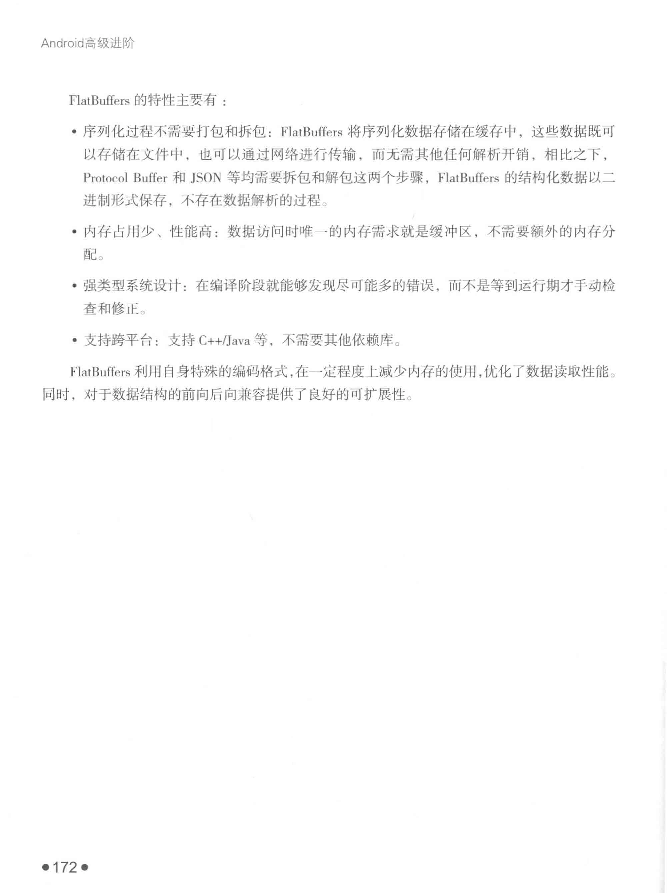 Android高级进阶
FlatBuffers 的特性主要有：
• 序列化过程不需要打包和拆包：FlatBuffers 将序列化数据存储在缓存中，这些数据既可
以存储在文件中，也可以通过网络进行传输，而无需其他任何解析开销，相比之下，
Protocol Buffer 和 JSON 等均需要拆包和解包这两个步骤，FlatBuffers 的结构化数据以二
进制形式保存，不存在数据解析的过程。
• 内存占用少、性能高：数据访问时唯一的内存需求就是缓冲区，不需要额外的内存分
配。
• 强类型系统设计：在编译阶段就能够发现尽可能多的错误，而不是等到运行期才手动检
查和修正。
• 支持跨平台：支持 C++/Java 等，不需要其他依赖库。
FlatBuffers 利用自身特殊的编码格式，在一定程度上减少内存的使用，优化了数据读取性能。
同时，对于数据结构的前向后向兼容提供了良好的可扩展性。
●172●